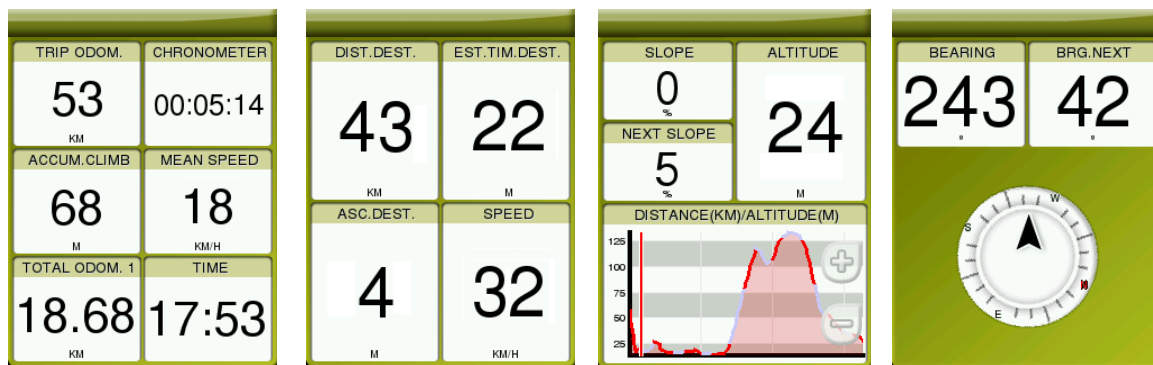 TRIP ODOM. CHRONOMETER
53 00:05:14
KM
ACCUM.CLIMB MEAN SPEED
68 18
M KM/H
TOTAL ODOM. 1 TIME
18.68 17:53
KM
DIST.DEST. EST.TIM.DEST.
43 22
KM M
ASC.DEST. SPEED
4 32
M KM/H
SLOPE ALTITUDE
0
%
24
NEXT SLOPE
5
% M
DISTANCE(KM)/ALTITUDE(M)
125
100
75
50
25
BEARING BRG.NEXT
243 42
° °
W
S
N
E